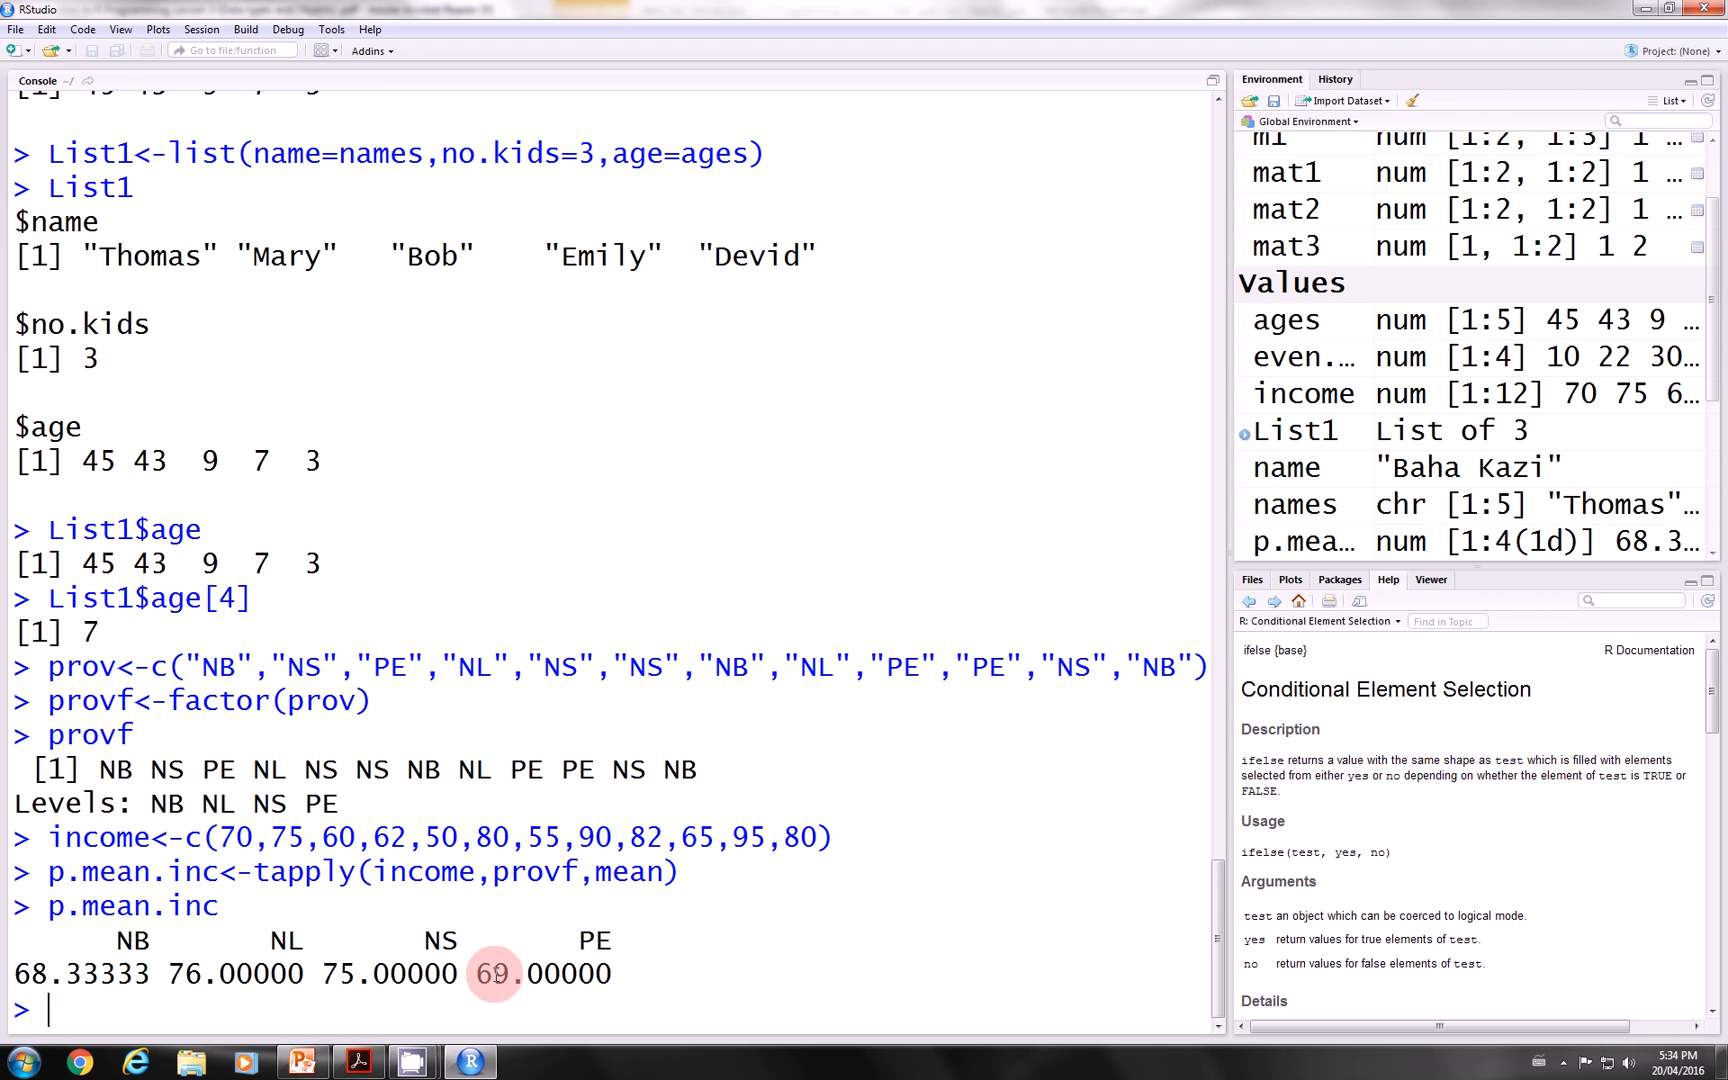 RStudio
File Edit Code View Plots Session Build Debug Tools Help
Go to file/function Addins Project: (None)
Console ~/
> List1<-list(name=names,no.kids=3,age=ages)
> List1
$name
[1] "Thomas" "Mary" "Bob" "Emily" "Devid"
$no.kids
[1] 3
$age
[1] 45 43 9 7 3
> List1$age
[1] 45 43 9 7 3
> List1$age[4]
[1] 7
> prov<-c("NB","NS","PE","NL","NS","NS","NB","NL","PE","PE","NS","NB")
> provf<-factor(prov)
> provf
[1] NB NS PE NL NS NS NB NL PE PE NS NB
Levels: NB NL NS PE
> income<-c(70,75,60,62,50,80,55,90,82,65,95,80)
> p.mean.inc<-tapply(income,provf,mean)
> p.mean.inc
NB NL NS PE
68.33333 76.00000 75.00000 69.00000
>
Environment History
Import Dataset List
Global Environment
m1 num [1:2, 1:3] 1 ...
mat1 num [1:2, 1:2] 1 ...
mat2 num [1:2, 1:2] 1 ...
mat3 num [1, 1:2] 1 2
Values
ages num [1:5] 45 43 9 ...
even.... num [1:4] 10 22 30...
income num [1:12] 70 75 6...
List1 List of 3
name "Baha Kazi"
names chr [1:5] "Thomas"...
p.mea... num [1:4(1d)] 68.3...
Files Plots Packages Help Viewer
R: Conditional Element Selection Find in Topic
ifelse {base} R Documentation
Conditional Element Selection
Description
ifelse returns a value with the same shape as test which is filled with elements
selected from either yes or no depending on whether the element of test is TRUE or
FALSE.
Usage
ifelse(test, yes, no)
Arguments
test an object which can be coerced to logical mode.
yes return values for true elements of test.
no return values for false elements of test.
Details
5:34 PM
20/04/2016